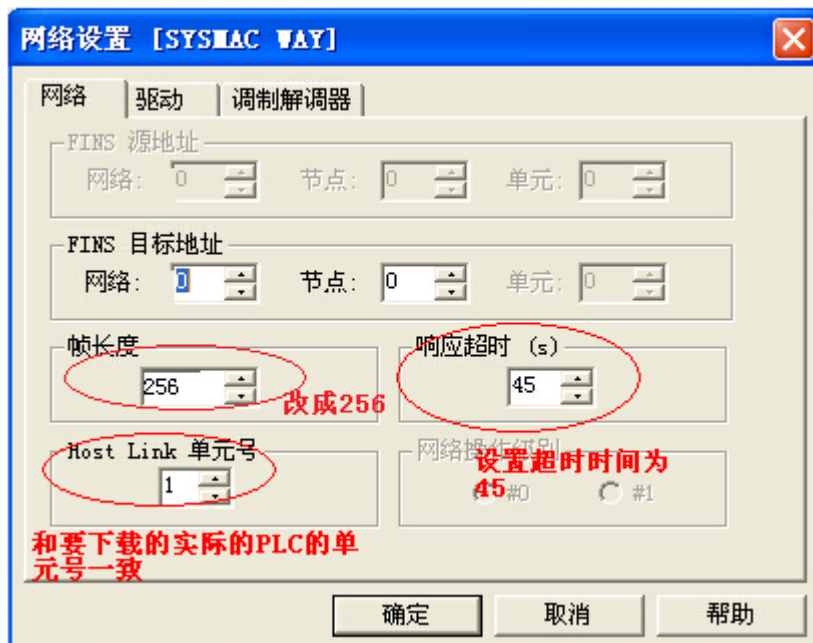 网络设置 [SYSMAC WAY]
网络 驱动 调制解调器
FINS 源地址
网络: 0 节点: 0 单元: 0
FINS 目标地址
网络: 0 节点: 0 单元: 0
帧长度 响应超时 (s)
256 改成256 45
Host Link 单元号 网络操作级别
1 设置超时时间为
45 #0 #1
和要下载的实际的PLC的单
元号一致
确定 取消 帮助